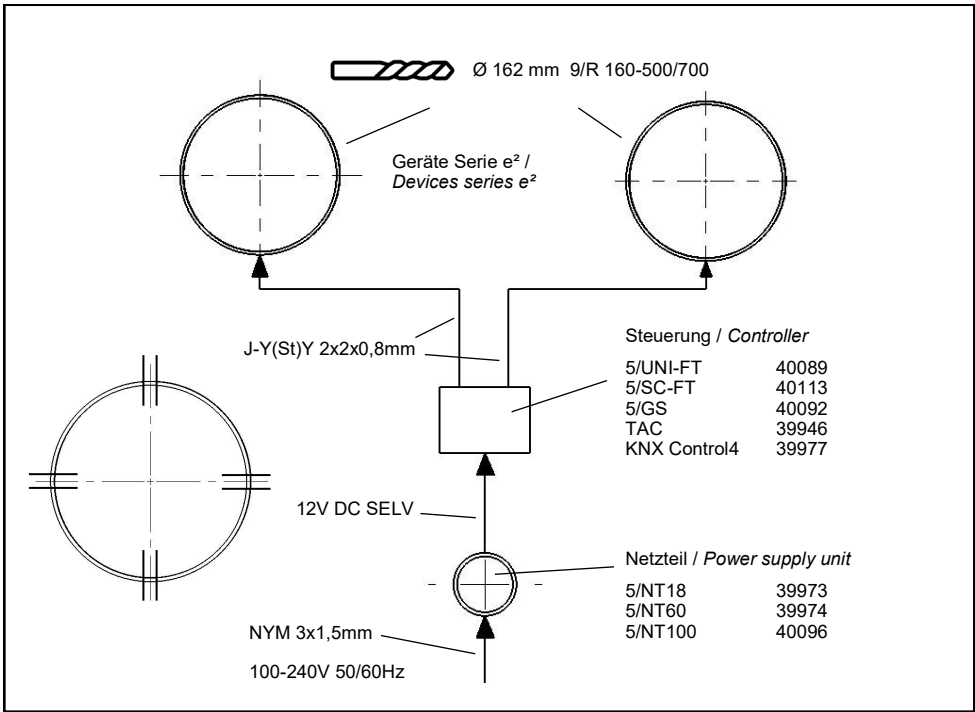 Ø 162 mm 9/R 160-500/700
Geräte Serie e² /
Devices series e²
J-Y(St)Y 2x2x0,8mm
Steuerung / Controller
5/UNI-FT 40089
5/SC-FT 40113
5/GS 40092
TAC 39946
KNX Control4 39977
12V DC SELV
Netzteil / Power supply unit
5/NT18 39973
5/NT60 39974
5/NT100 40096
NYM 3x1,5mm
100-240V 50/60Hz